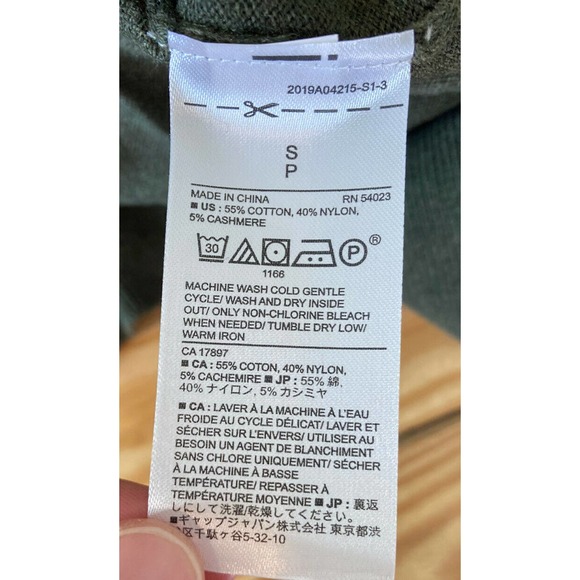 2019A04215-S1-3
S
P
MADE IN CHINA RN 54023
US : 55% COTTON, 40% NYLON,
5% CASHMERE
30 P ®
1166
MACHINE WASH COLD GENTLE
CYCLE/ WASH AND DRY INSIDE
OUT/ ONLY NON-CHLORINE BLEACH
WHEN NEEDED/ TUMBLE DRY LOW/
WARM IRON
CA 17897
CA : 55% COTON, 40% NYLON,
5% CACHEMIRE JP : 55% 綿,
40% ナイロン, 5% カシミヤ
CA : LAVER À LA MACHINE À L'EAU
FROIDE AU CYCLE DÉLICAT/ LAVER ET
SÉCHER SUR L'ENVERS/ UTILISER AU
BESOIN UN AGENT DE BLANCHIMENT
SANS CHLORE UNIQUEMENT/ SÉCHER
À LA MACHINE À BASSE
TEMPÉRATURE/ REPASSER À
TEMPÉRATURE MOYENNE JP : 裏返
しにして洗濯/乾燥してください.
ギャップジャパン株式会社 東京都渋
区千駄ヶ谷5-32-10